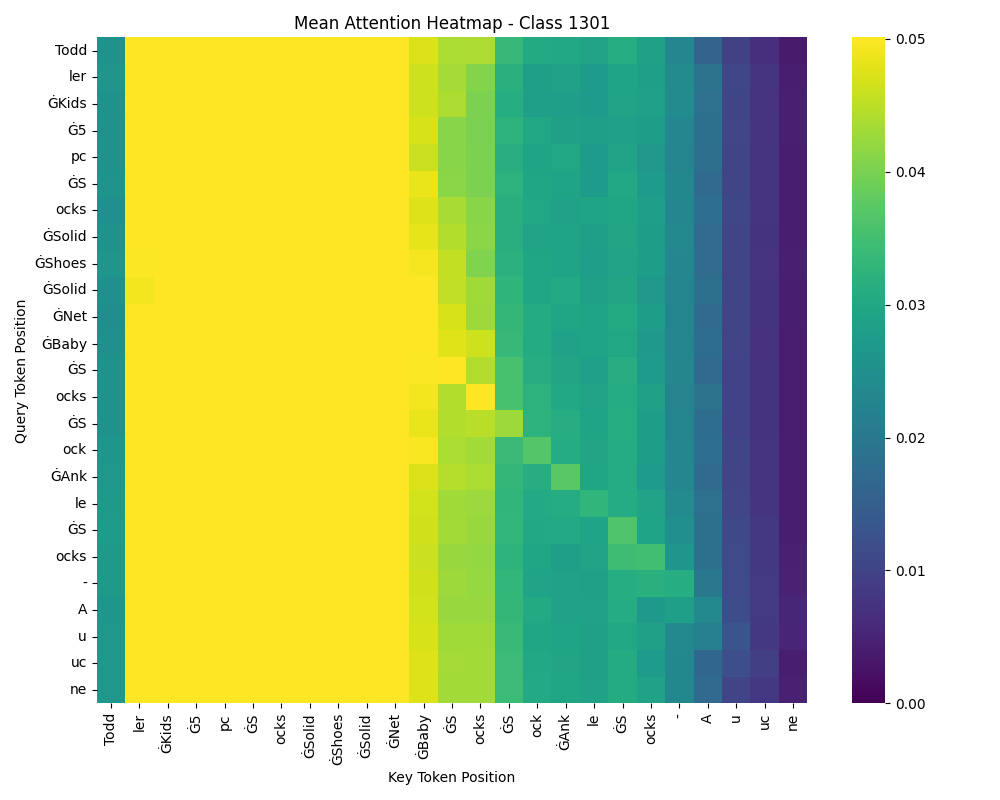 Mean Attention Heatmap - Class 1301
Query Token Position
Todd
ler
ĠKids
Ġ5
pc
ĠS
ocks
ĠSolid
ĠShoes
ĠSolid
ĠNet
ĠBaby
ĠS
ocks
ĠS
ock
ĠAnk
le
ĠS
ocks
-
A
u
uc
ne
Todd ler ĠKids Ġ5 pc ĠS ocks ĠSolid ĠShoes ĠSolid ĠNet ĠBaby ĠS ocks ĠS ock ĠAnk le ĠS ocks - A u uc ne
Key Token Position
0.05
0.04
0.03
0.02
0.01
0.00